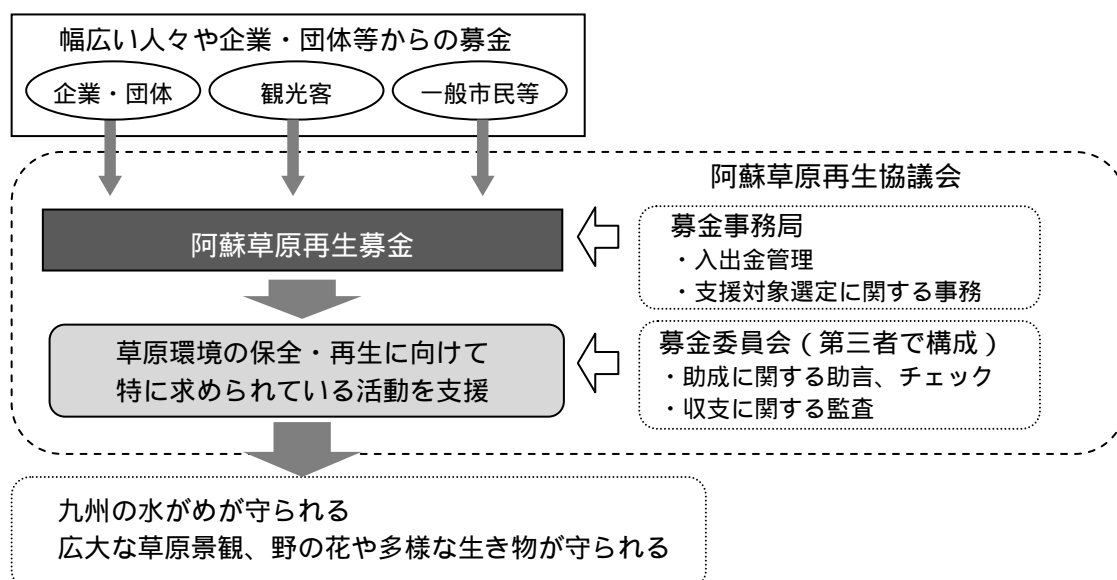 幅広い人々や企業・団体等からの募金
企業・団体
観光客
一般市民等
阿蘇草原再生協議会
阿蘇草原再生募金
募金事務局
・入出金管理
・支援対象選定に関する事務
草原環境の保全・再生に向けて
特に求められている活動を支援
募金委員会(第三者で構成)
・助成に関する助言、チェック
・収支に関する監査
九州の水がめが守られる
広大な草原景観、野の花や多様な生き物が守られる